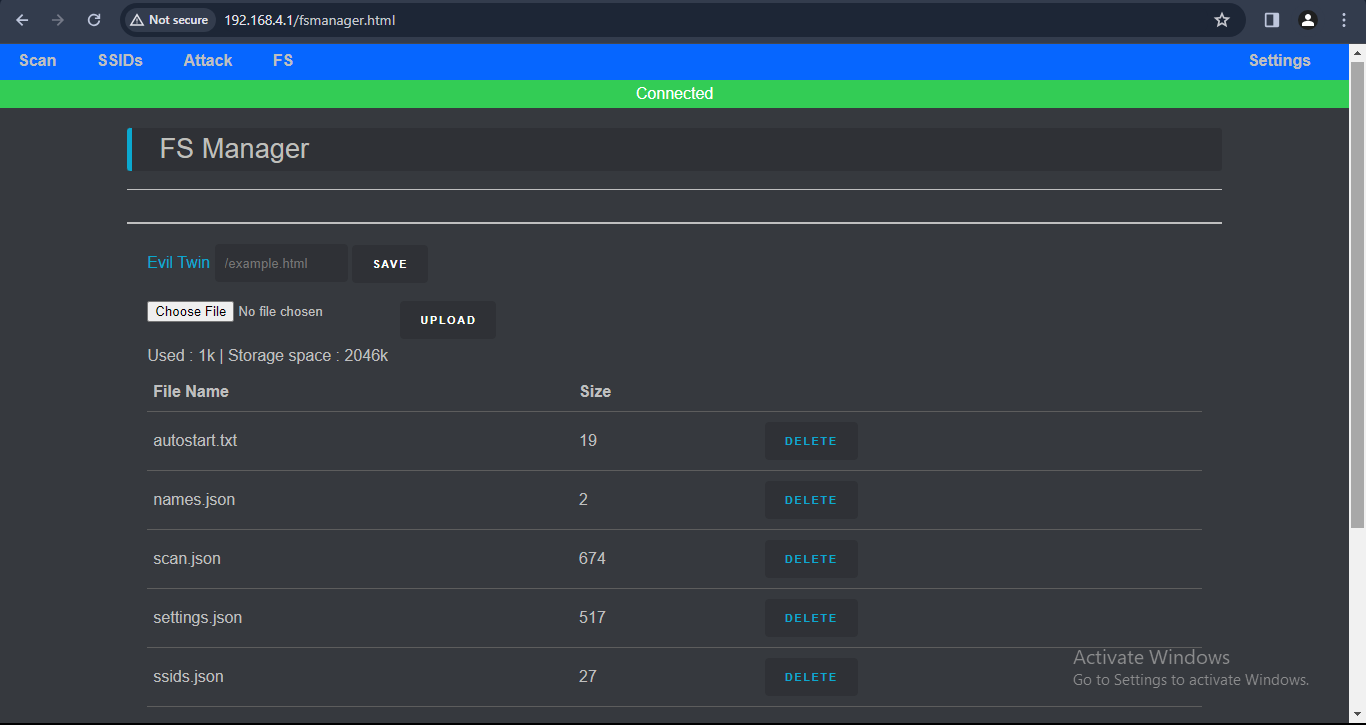 Not secure 192.168.4.1/fsmanager.html
Scan SSIDs Attack FS Settings
Connected
FS Manager
Evil Twin /example.html SAVE
Choose File No file chosen UPLOAD
Used : 1k | Storage space : 2046k
File Name Size
autostart.txt 19 DELETE
names.json 2 DELETE
scan.json 674 DELETE
settings.json 517 DELETE
Activate Windows
Go to Settings to activate Windows.
ssids.json 27 DELETE